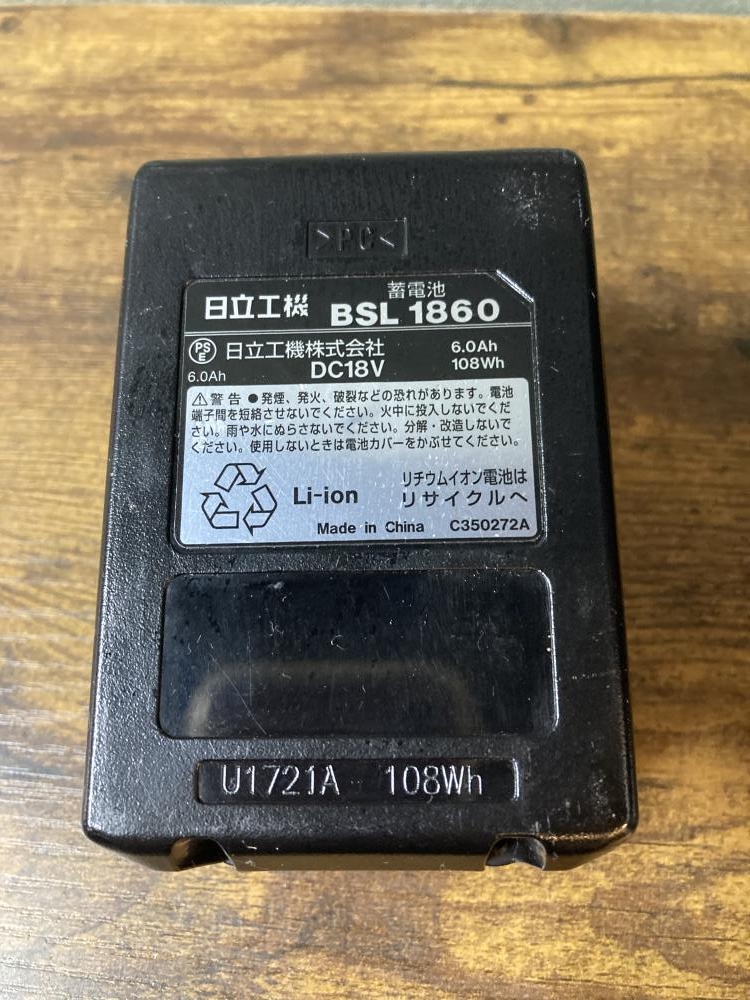 >PC<
日立工機 蓄電池
BSL 1860
PSE 日立工機株式会社 6.0Ah
6.0Ah DC18V 108Wh
⚠警告 ●発煙、発火、破裂などの恐れがあります。電池
端子間を短絡させないでください。火中に投入しないでくだ
さい。雨や水にぬらさないでください。分解・改造しないで
ください。使用しないときは電池カバーをかぶせてください。
Li-ion リチウムイオン電池は
リサイクルへ
Made in China C350272A
U1721A 108Wh